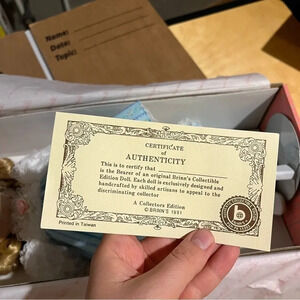 Name:
Date:
Topic:
CERTIFICATE
of
AUTHENTICITY
This is to certify that
is the Bearer of an original Brinn's Collectible
Edition Doll. Each doll is exclusively designed and
handcrafted by skilled artisans to appeal to the
discriminating collector
A Collectors Edition
© BRINN'S 1991
Printed in Taiwan